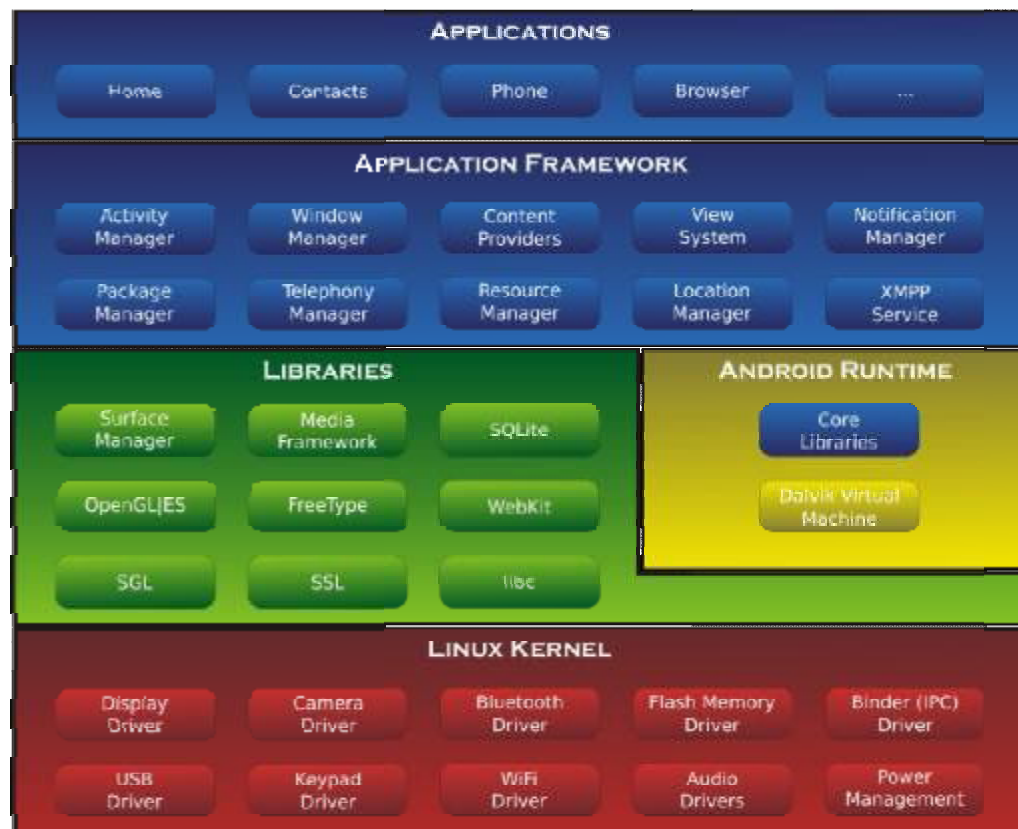 APPLICATIONS
Home Contacts Phone Browser ...
APPLICATION FRAMEWORK
Activity Manager
Window Manager
Content Providers
View System
Notification Manager
Package Manager
Telephony Manager
Resource Manager
Location Manager
XMPP Service
LIBRARIES
Surface Manager
Media Framework
SQLite
OpenGL|ES
FreeType
WebKit
SGL
SSL
libc
ANDROID RUNTIME
Core Libraries
Dalvik Virtual Machine
LINUX KERNEL
Display Driver
Camera Driver
Bluetooth Driver
Flash Memory Driver
Binder (IPC) Driver
USB Driver
Keypad Driver
WiFi Driver
Audio Drivers
Power Management